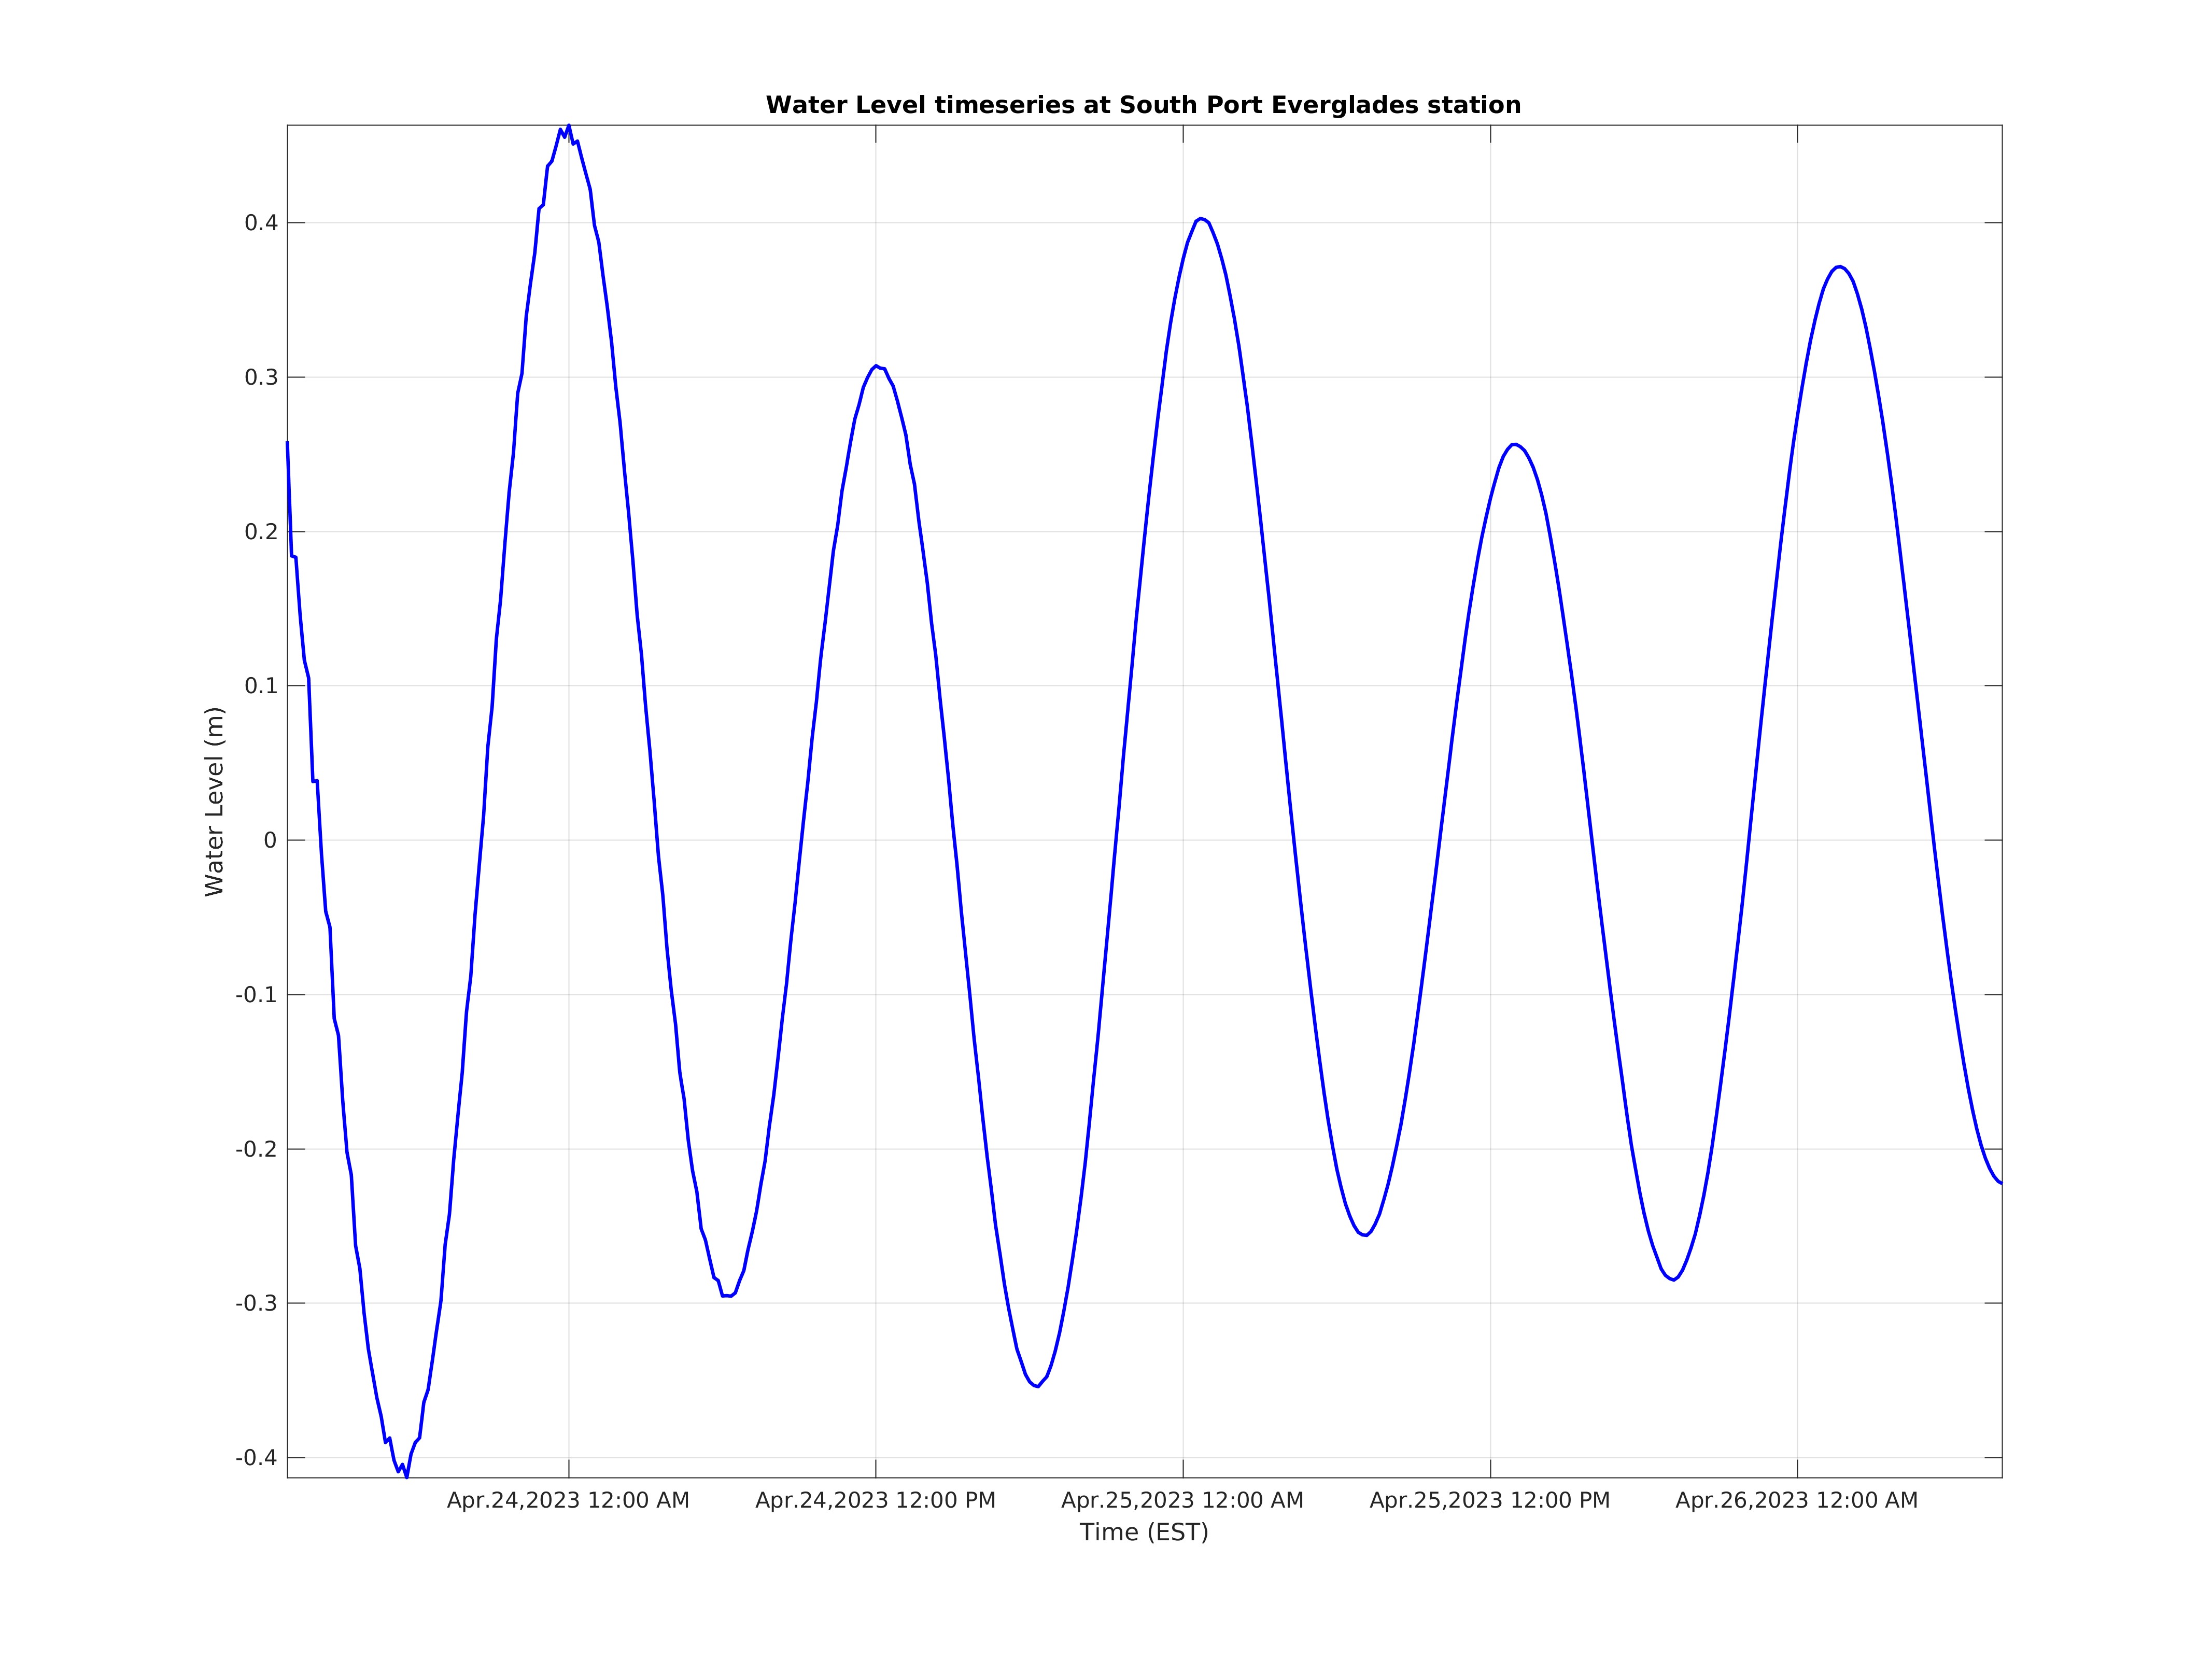 Water Level timeseries at South Port Everglades station
0.4
0.3
0.2
0.1
0
-0.1
-0.2
-0.3
-0.4
Water Level (m)
Apr.24,2023 12:00 AM
Apr.24,2023 12:00 PM
Apr.25,2023 12:00 AM
Apr.25,2023 12:00 PM
Apr.26,2023 12:00 AM
Time (EST)